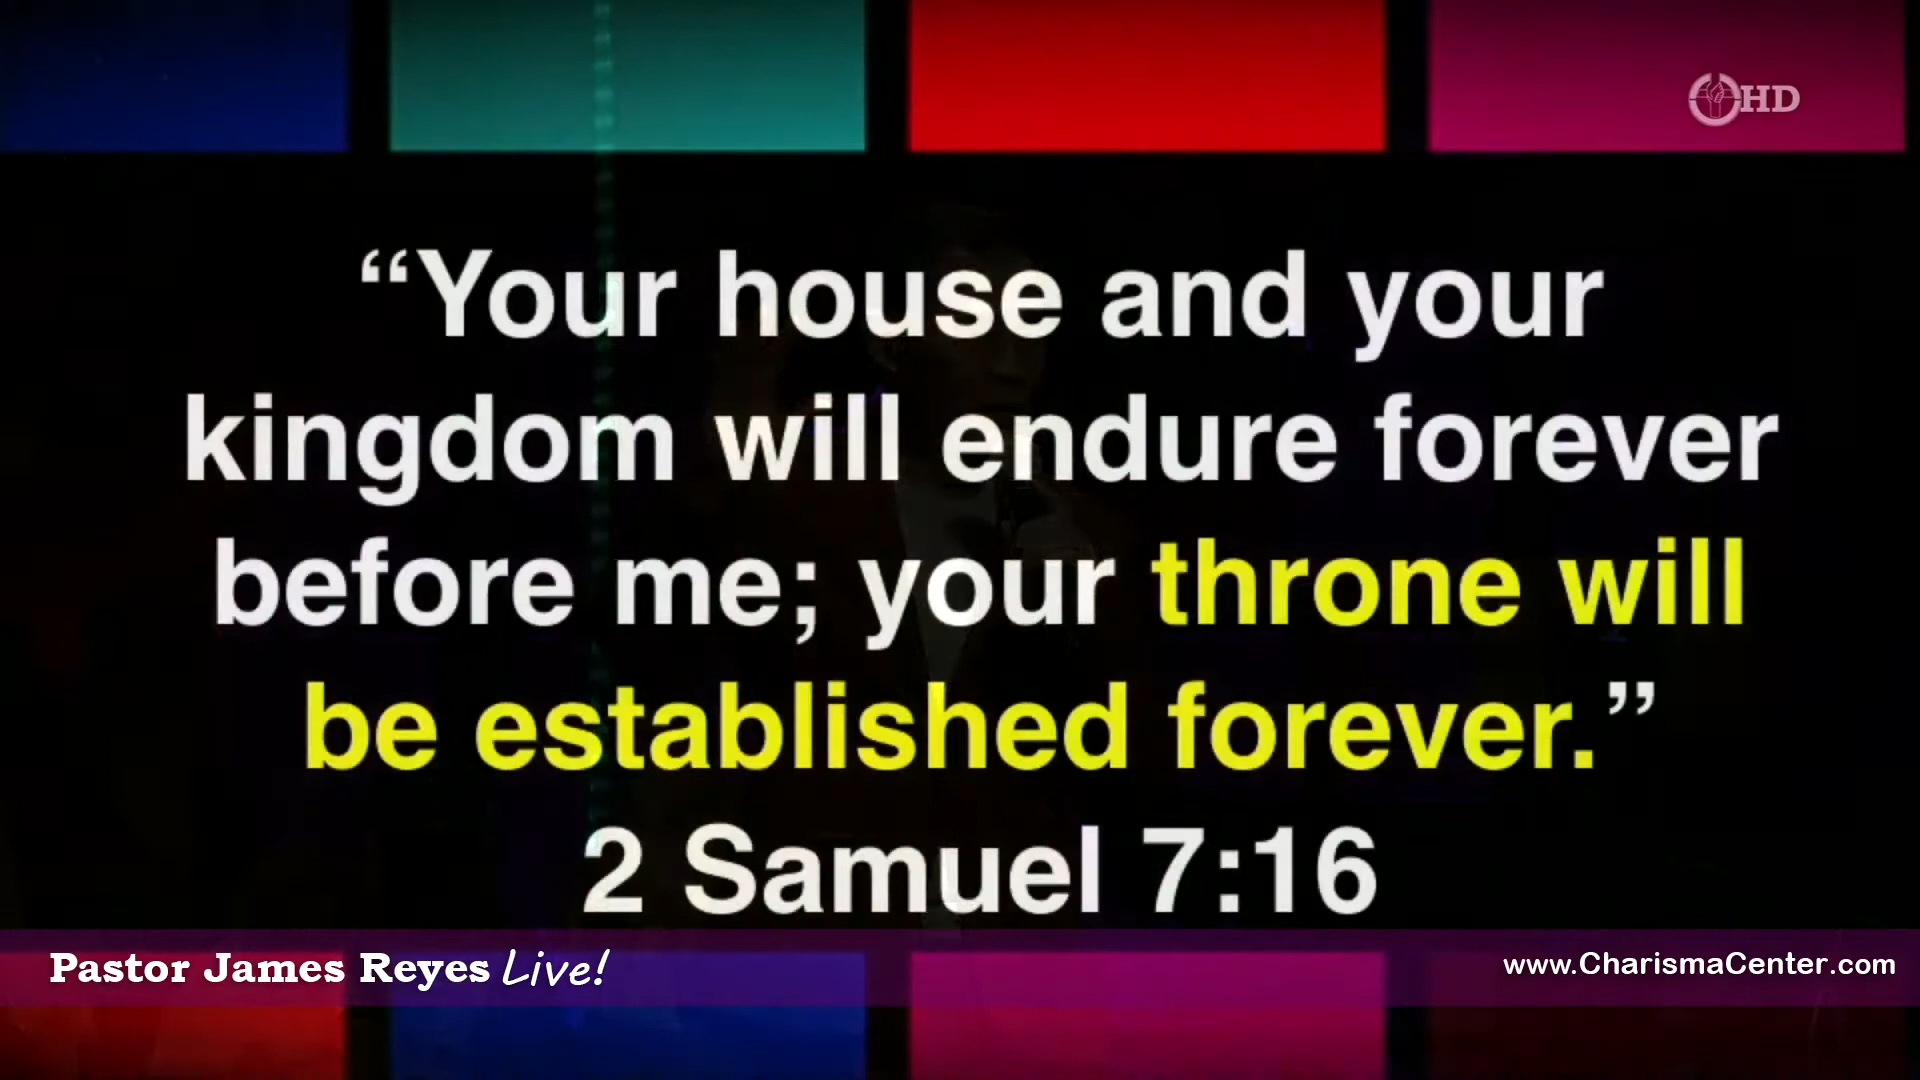 HD
“Your house and your
kingdom will endure forever
before me; your throne will
be established forever.”
2 Samuel 7:16
Pastor James Reyes Live!
www.CharismaCenter.com